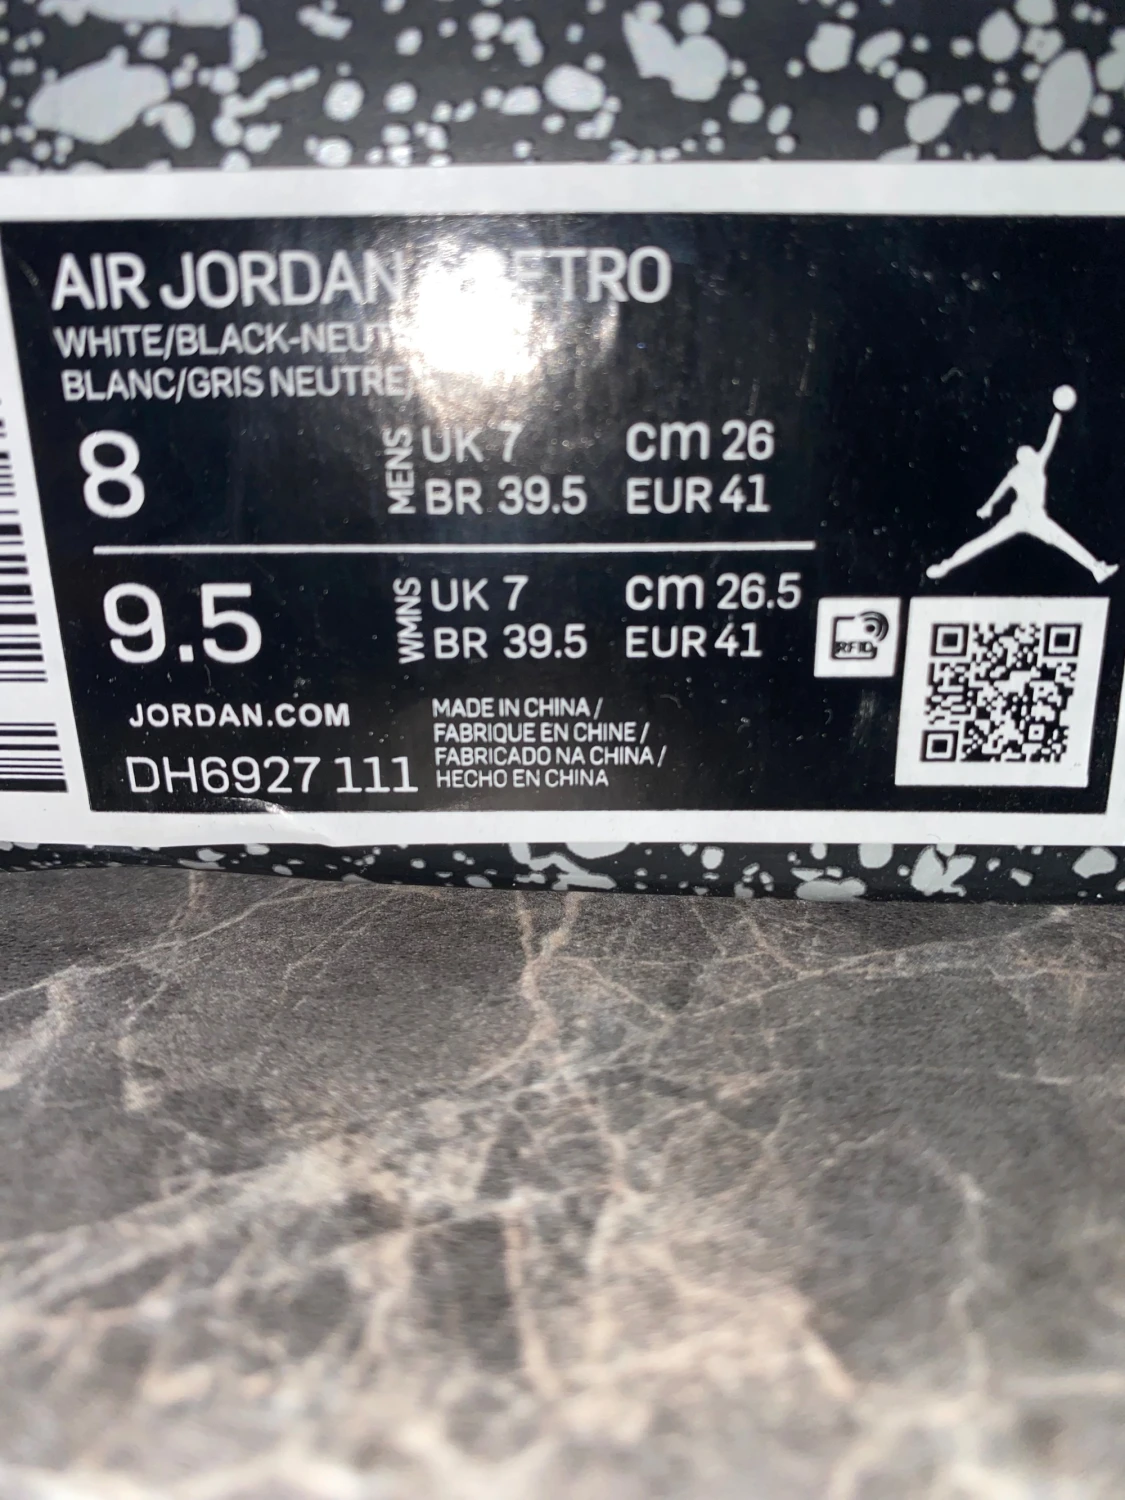 AIR JORDAN RETRO
WHITE/BLACK-NEUT
BLANC/GRIS NEUTRE/
8
MENS
UK 7 cm 26
BR 39.5 EUR 41
9.5
WMNS
UK 7 cm 26.5
BR 39.5 EUR 41
RFID
JORDAN.COM
DH6927 111
MADE IN CHINA /
FABRIQUE EN CHINE /
FABRICADO NA CHINA /
HECHO EN CHINA